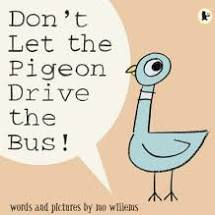 Don't
Let the
Pigeon
Drive
the
Bus!
words and pictures by mo willems